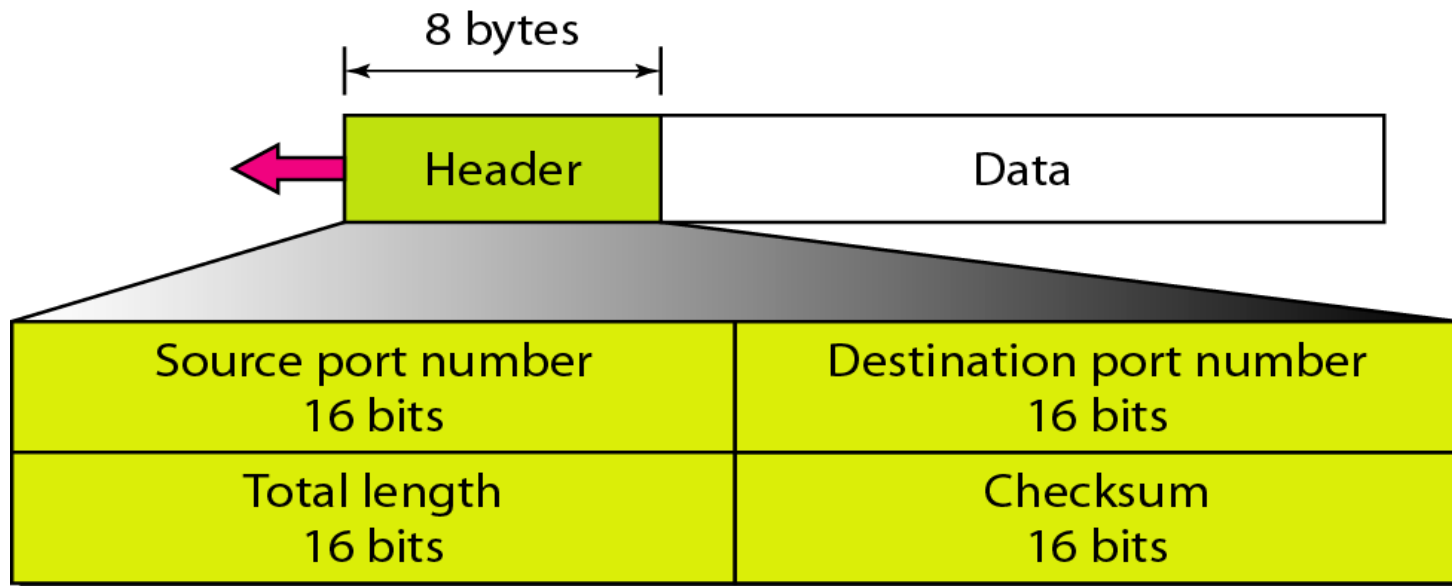 8 bytes
Header
Data
Source port number
16 bits
Destination port number
16 bits
Total length
16 bits
Checksum
16 bits